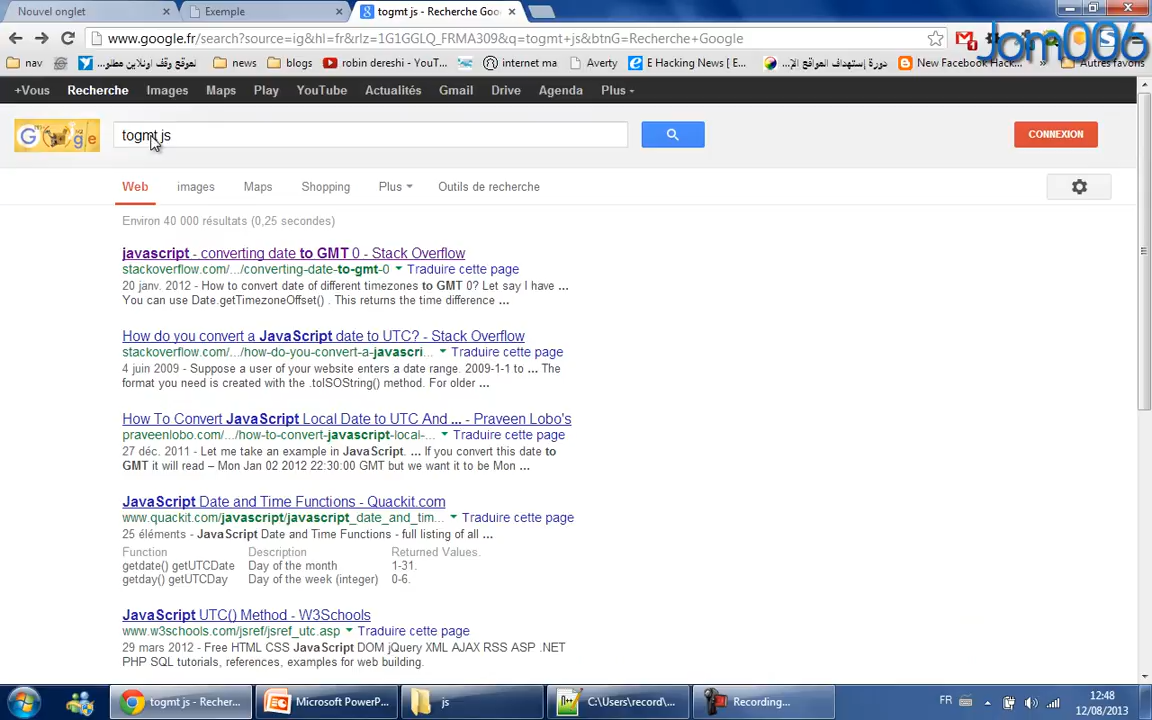 Nouvel onglet
Exemple
togmt js - Recherche Goo
www.google.fr/search?source=ig&hl=fr&rlz=1G1GGLQ_FRMA309&q=togmt+js&btnG=Recherche+Google
Jom006
nav
لموقع وقف اونلاين مطلو...
news
blogs
robin dereshi - YouT...
internet ma
Averty
E Hacking News [ E...
دورة إستهداف المواقع الإ...
New Facebook Hac...
»
Autres favoris
+Vous Recherche Images Maps Play YouTube Actualités Gmail Drive Agenda Plus
Google
togmt js
CONNEXION
Web images Maps Shopping Plus Outils de recherche
Environ 40 000 résultats (0,25 secondes)
javascript - converting date to GMT 0 - Stack Overflow
stackoverflow.com/.../converting-date-to-gmt-0 Traduire cette page
20 janv. 2012 - How to convert date of different timezones to GMT 0? Let say I have ...
You can use Date.getTimezoneOffset() . This returns the time difference ...
How do you convert a JavaScript date to UTC? - Stack Overflow
stackoverflow.com/.../how-do-you-convert-a-javascri... Traduire cette page
4 juin 2009 - Suppose a user of your website enters a date range. 2009-1-1 to ... The
format you need is created with the .toISOString() method. For older ...
How To Convert JavaScript Local Date to UTC And ... - Praveen Lobo's
praveenlobo.com/.../how-to-convert-javascript-local-... Traduire cette page
27 déc. 2011 - Let me take an example in JavaScript. ... If you convert this date to
GMT it will read – Mon Jan 02 2012 22:30:00 GMT but we want it to be Mon ...
JavaScript Date and Time Functions - Quackit.com
www.quackit.com/javascript/javascript_date_and_tim... Traduire cette page
25 éléments - JavaScript Date and Time Functions - full listing of all ...
Function Description Returned Values.
getdate() getUTCDate Day of the month 1-31.
getday() getUTCDay Day of the week (integer) 0-6.
JavaScript UTC() Method - W3Schools
www.w3schools.com/jsref/jsref_utc.asp Traduire cette page
29 mars 2012 - Free HTML CSS JavaScript DOM jQuery XML AJAX RSS ASP .NET
PHP SQL tutorials, references, examples for web building.
togmt js - Recher...
Microsoft PowerP...
js
C:\Users\record\...
Recording...
FR
12:48
12/08/2013